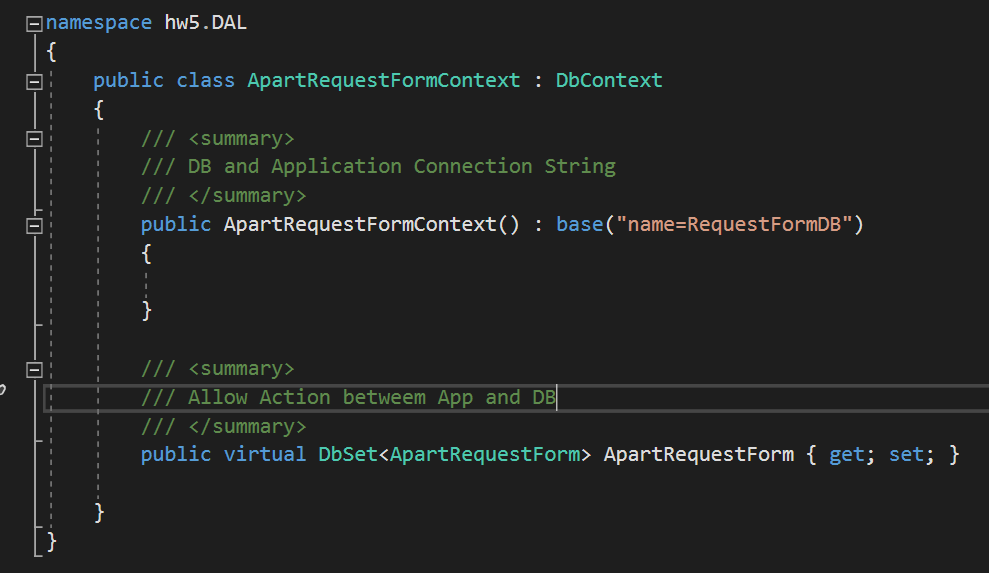 namespace hw5.DAL
{
public class ApartRequestFormContext : DbContext
{
/// <summary>
/// DB and Application Connection String
/// </summary>
public ApartRequestFormContext() : base("name=RequestFormDB")
{
}
/// <summary>
/// Allow Action betweem App and DB
/// </summary>
public virtual DbSet<ApartRequestForm> ApartRequestForm { get; set; }
}
}